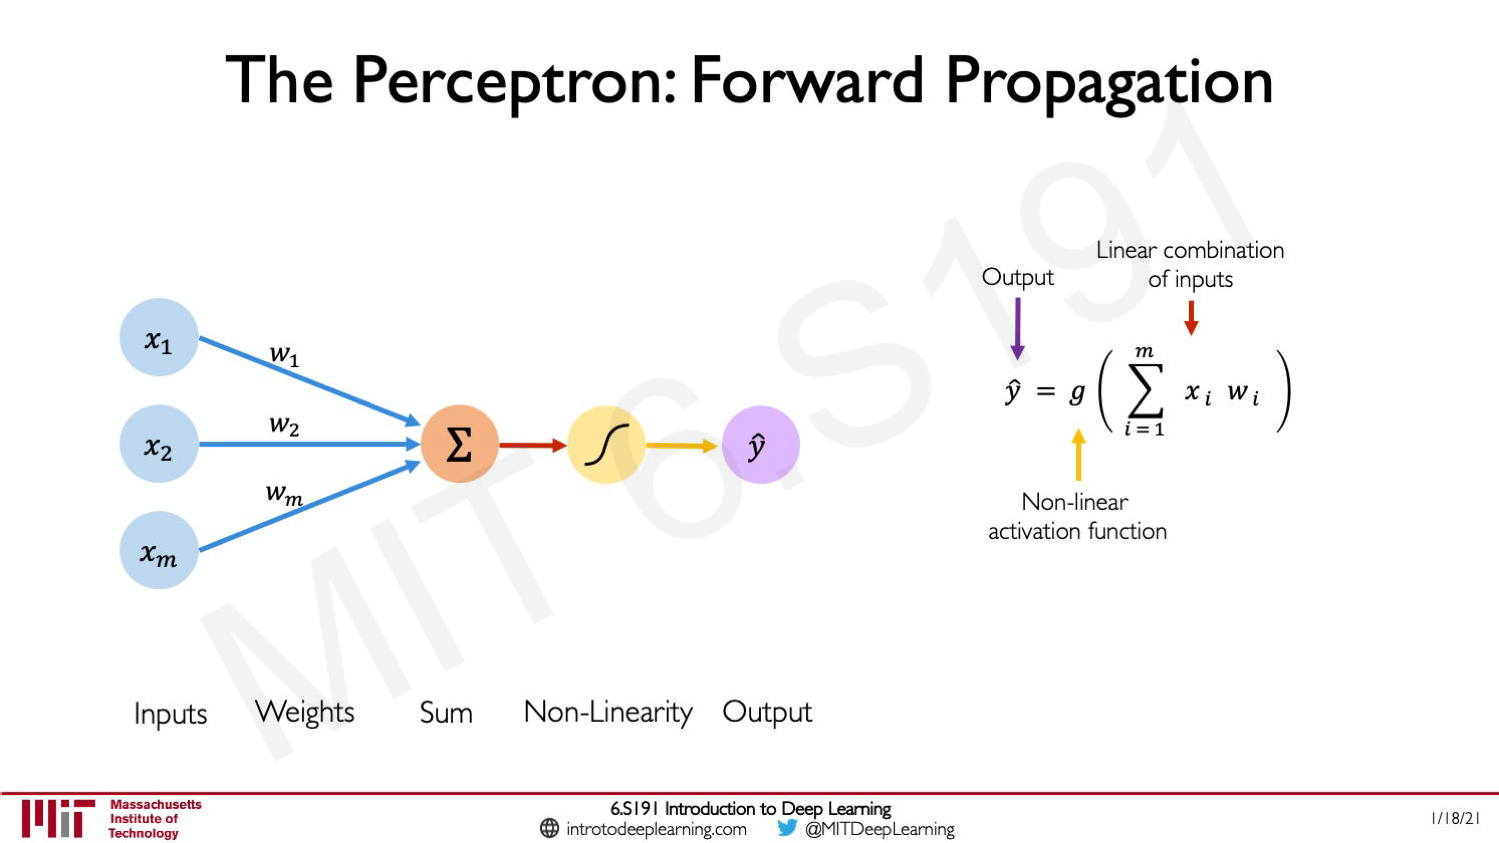 The Perceptron: Forward Propagation
x₁
w₁
x₂
w₂
xₘ
wₘ
Σ
ŷ
Inputs
Weights
Sum
Non-Linearity
Output
Output
Linear combination
of inputs
ŷ = g ( ∑ᵢ₌₁ᵐ xᵢ wᵢ )
Non-linear
activation function
MIT 6.S191
Massachusetts
Institute of
Technology
6.S191 Introduction to Deep Learning
introtodeeplearning.com @MITDeepLearning
1/18/21